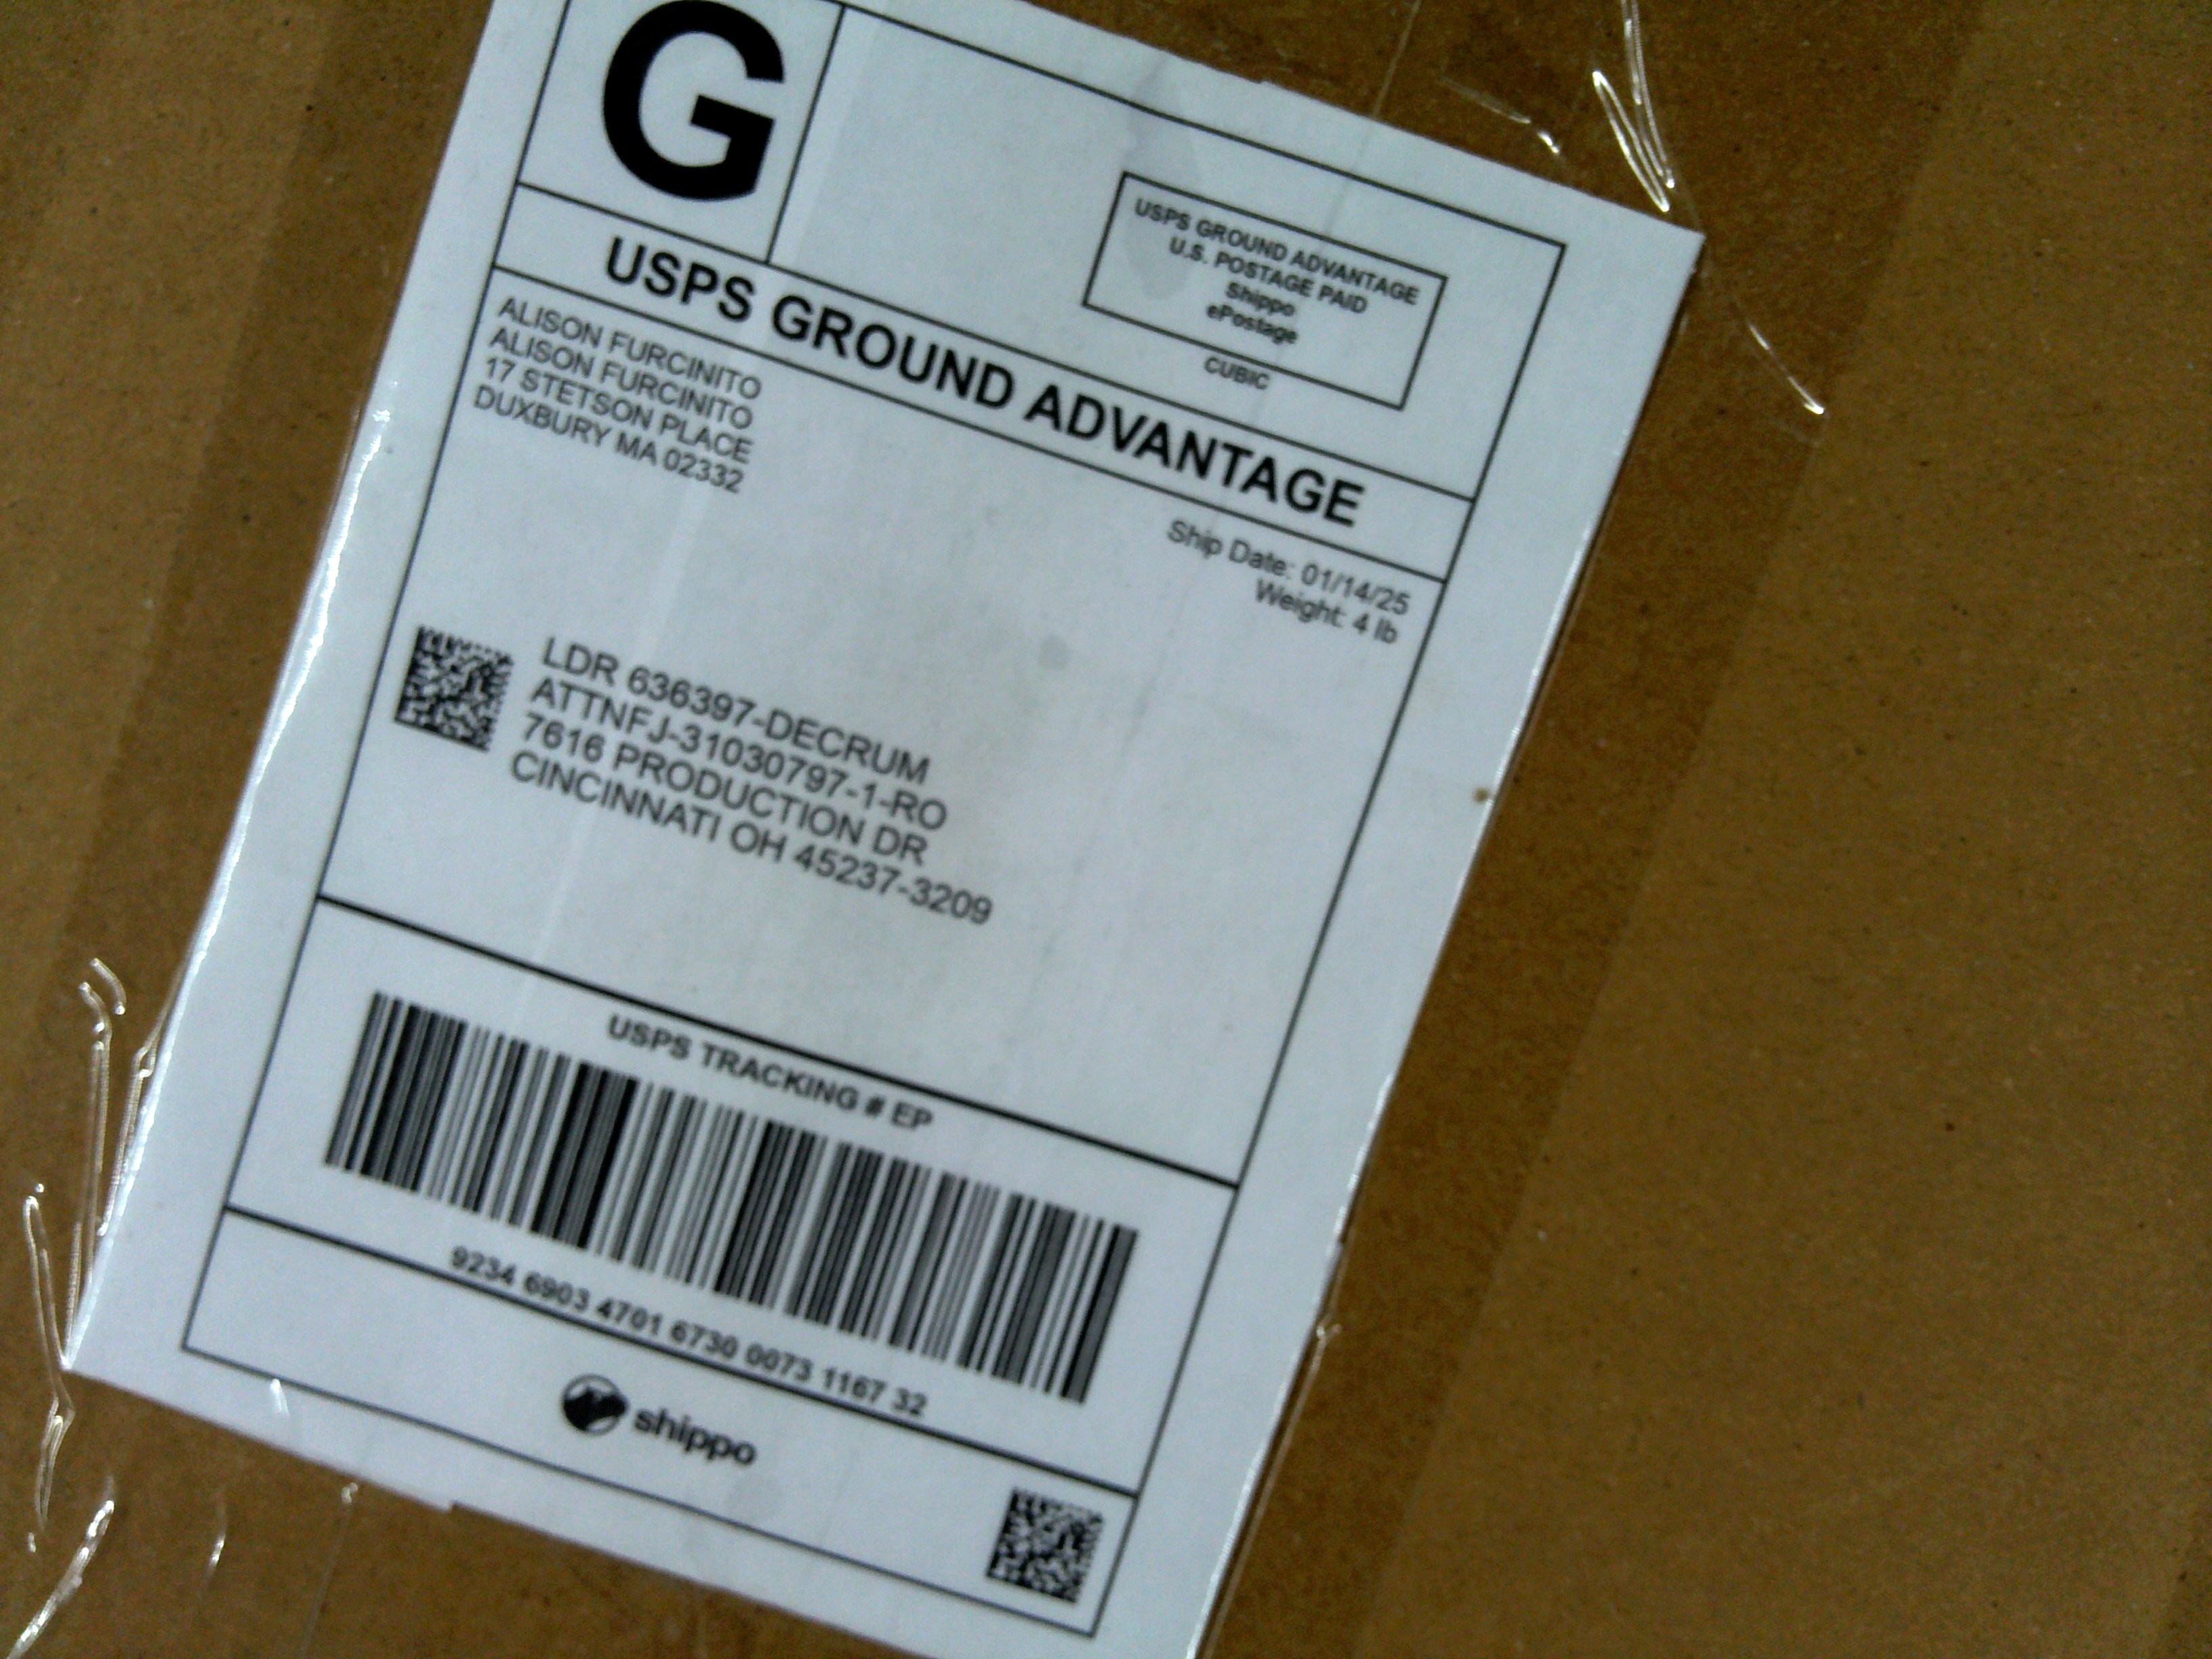 G
USPS GROUND ADVANTAGE
U.S. POSTAGE PAID
Shippo
ePostage
CUBIC
USPS GROUND ADVANTAGE
ALISON FURCINITO
ALISON FURCINITO
17 STETSON PLACE
DUXBURY MA 02332
Ship Date: 01/14/25
Weight: 4 lb
LDR 636397-DECRUM
ATTNFJ-31030797-1-RO
7616 PRODUCTION DR
CINCINNATI OH 45237-3209
USPS TRACKING # EP
9234 6903 4701 6730 0073 1167 32
shippo